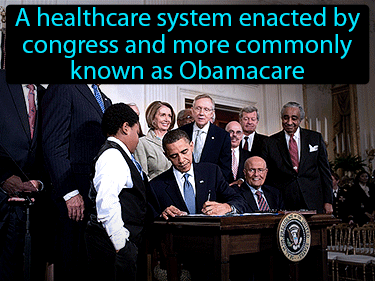 A healthcare system enacted by
congress and more commonly
known as Obamacare